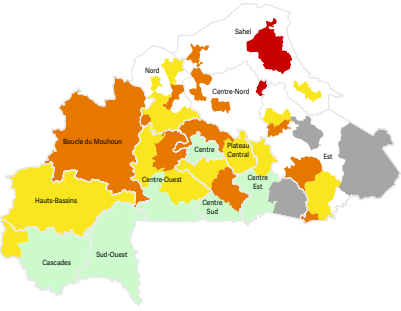 Sahel
Nord
Centre-Nord
Boucle du Mouhoun
Centre
Plateau
Central
Est
Centre-Ouest
Centre
Est
Hauts-Bassins
Centre
Sud
Sud-Ouest
Cascades